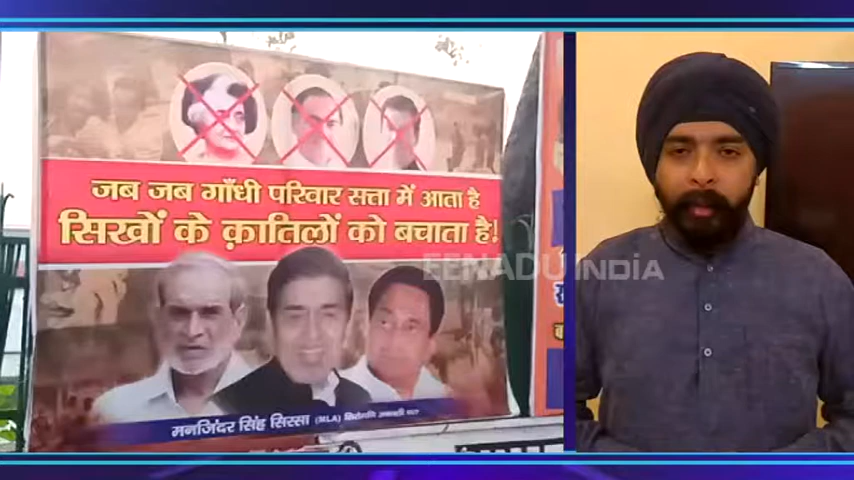 जब जब गाँधी परिवार सत्ता में आता है
सिखों के क़ातिलों को बचाता है!
EENADU INDIA
मनजिंदर सिंह सिरसा (MLA)